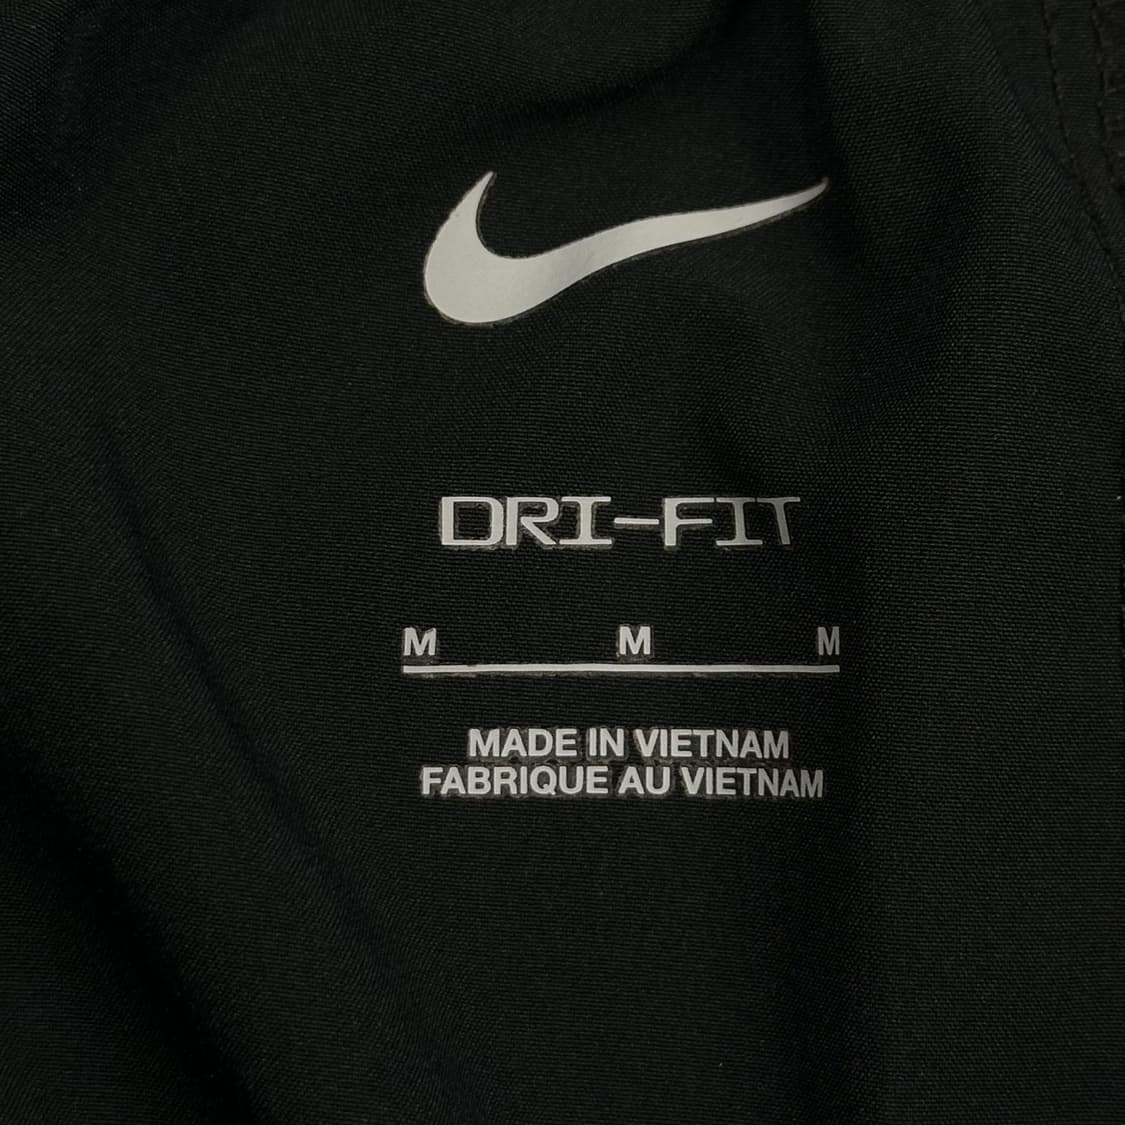 DRI-FIT
M M M
MADE IN VIETNAM
FABRIQUE AU VIETNAM